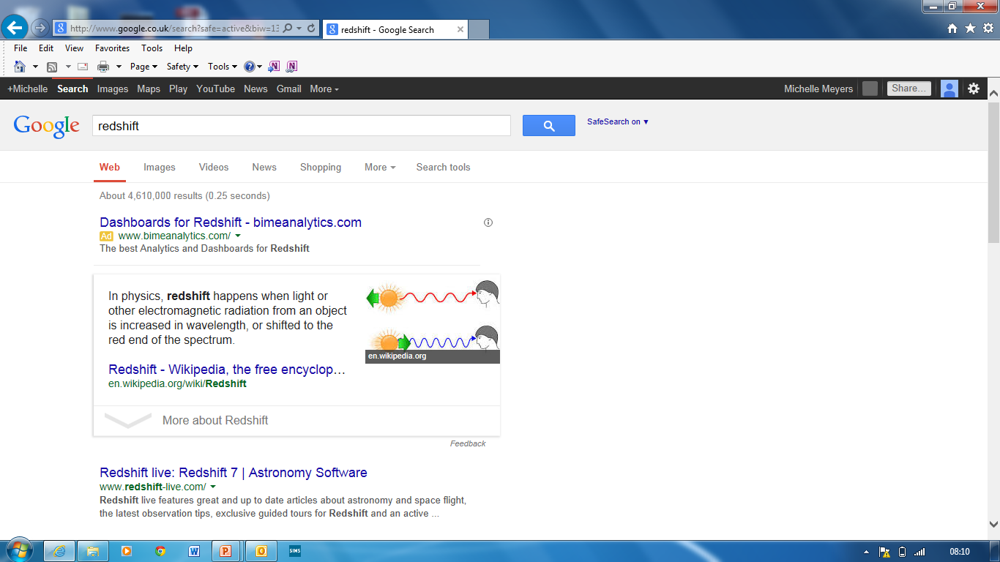 http://www.google.co.uk/search?safe=active&biw=13
redshift - Google Search
File Edit View Favorites Tools Help
Page Safety Tools
+Michelle Search Images Maps Play YouTube News Gmail More
Michelle Meyers Share...
Google redshift SafeSearch on
Web Images Videos News Shopping More Search tools
About 4,610,000 results (0.25 seconds)
Dashboards for Redshift - bimeanalytics.com
Ad www.bimeanalytics.com/
The best Analytics and Dashboards for Redshift
In physics, redshift happens when light or
other electromagnetic radiation from an object
is increased in wavelength, or shifted to the
red end of the spectrum.
en.wikipedia.org
Redshift - Wikipedia, the free encyclop...
en.wikipedia.org/wiki/Redshift
More about Redshift
Feedback
Redshift live: Redshift 7 | Astronomy Software
www.redshift-live.com/
Redshift live features great and up to date articles about astronomy and space flight,
the latest observation tips, exclusive guided tours for Redshift and an active ...
SIMS
08:10